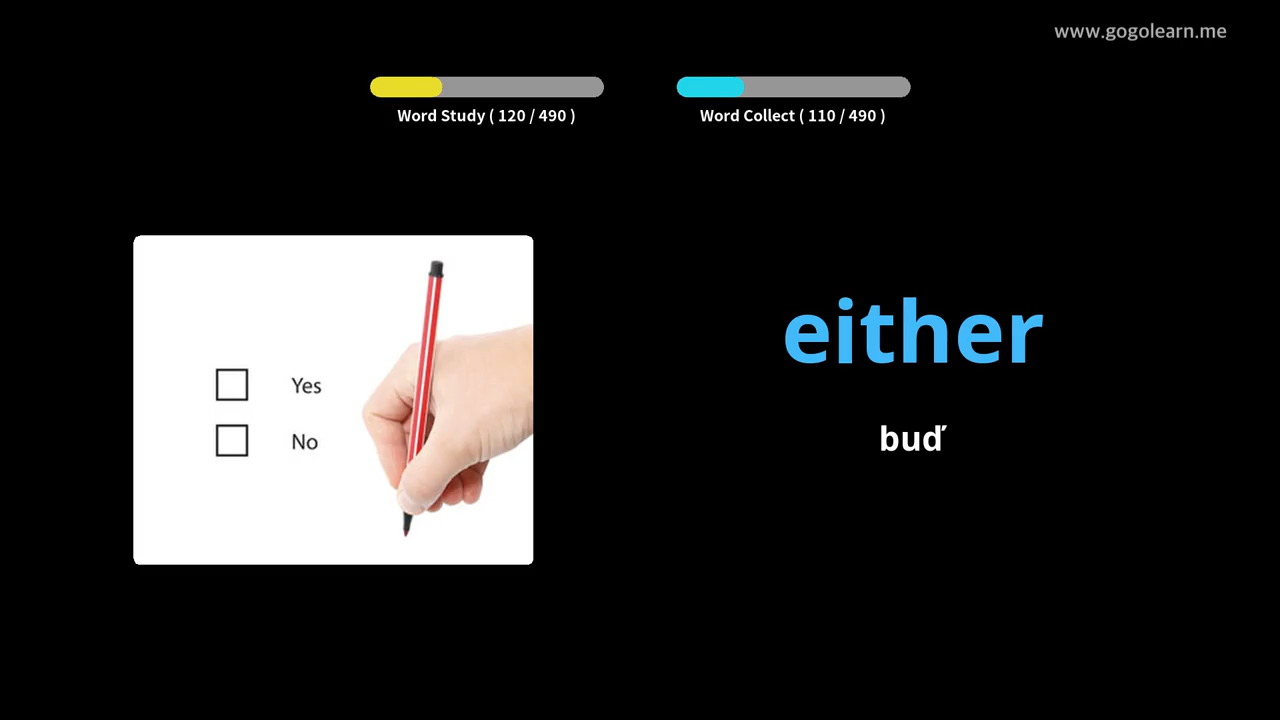 www.gogolearn.me
Word Study ( 120 / 490 )
Word Collect ( 110 / 490 )
Yes
No
either
buď